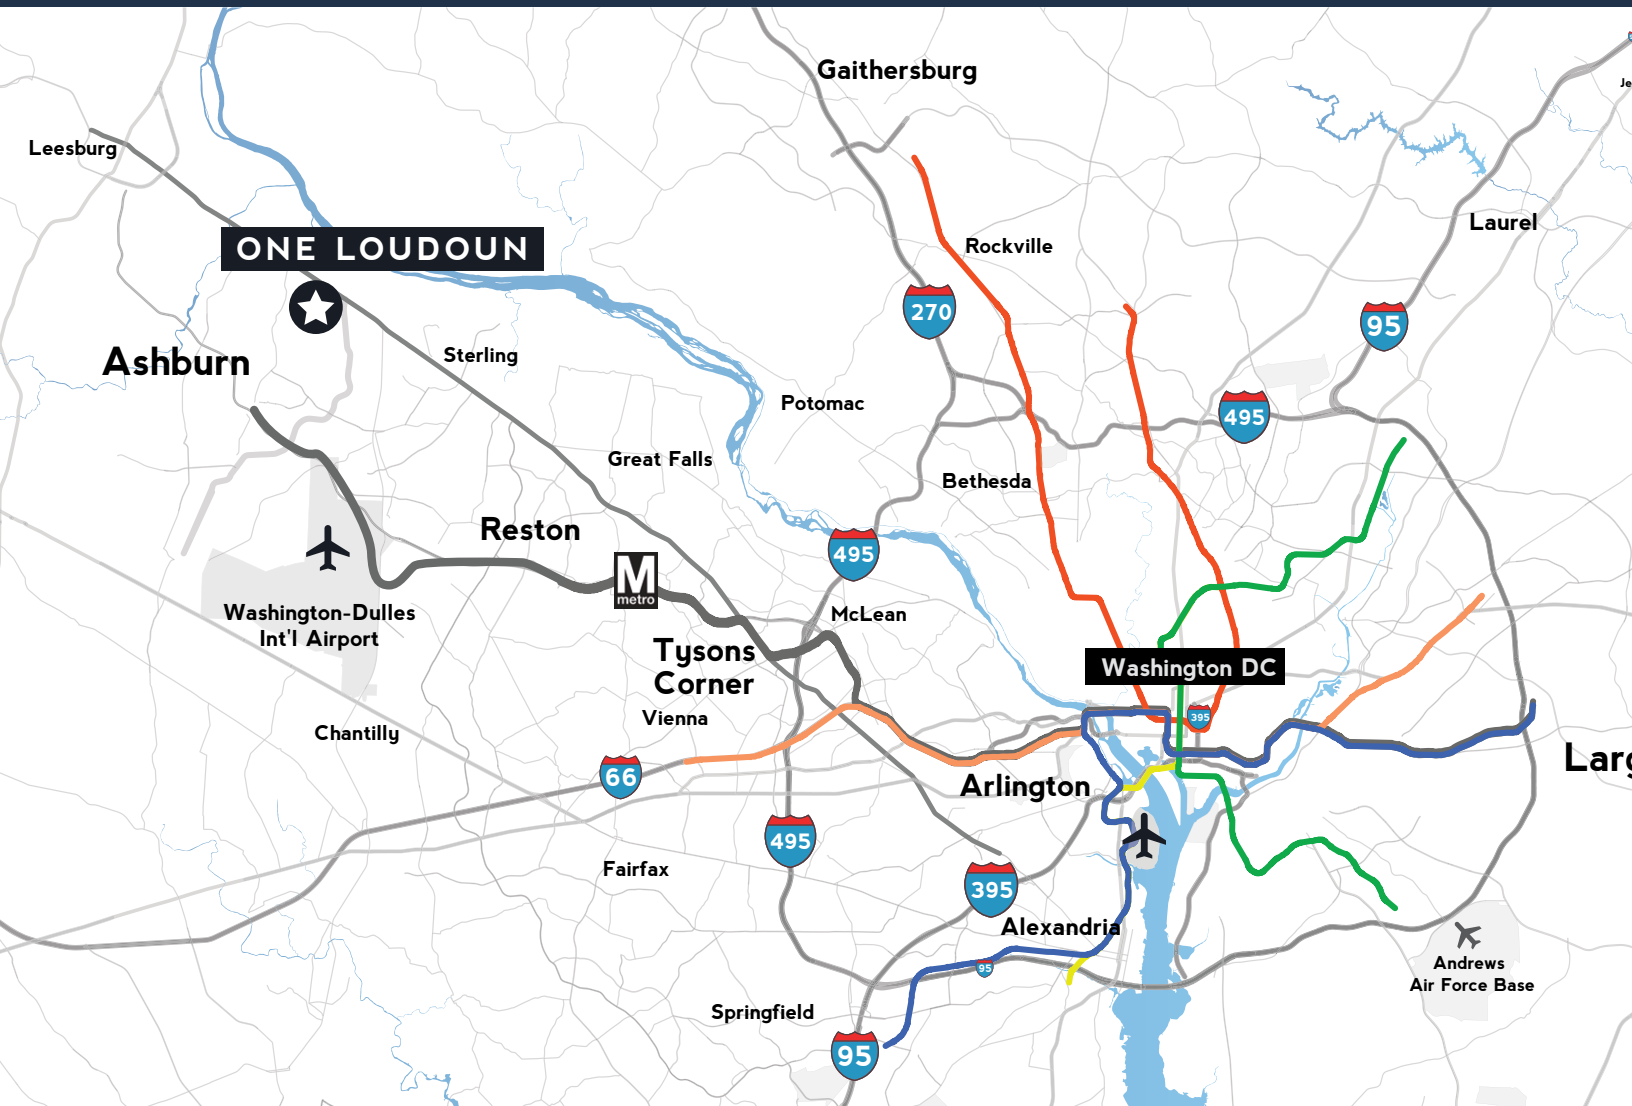 Gaithersburg
Je
Leesburg
Laurel
ONE LOUDOUN
Rockville
270
95
Ashburn
Sterling
Potomac
495
Great Falls
Bethesda
Reston
495
M
metro
Washington-Dulles
Int'l Airport
McLean
Tysons
Corner
Washington DC
Vienna
395
Chantilly
66
Larg
Arlington
495
Fairfax
395
Alexandria
95
Andrews
Air Force Base
Springfield
95